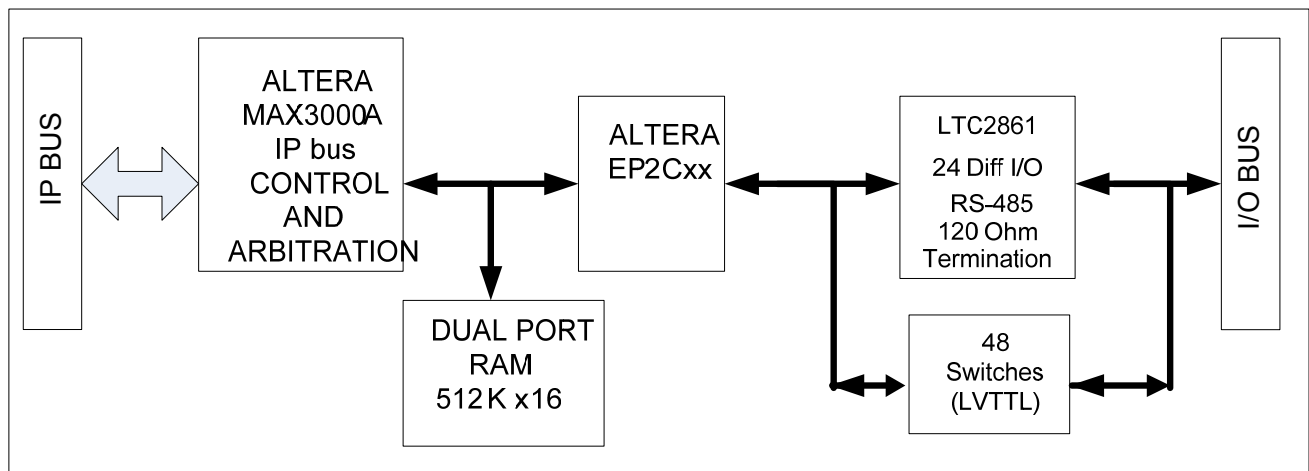 IP BUS
ALTERA
MAX3000A
IP bus
CONTROL
AND
ARBITRATION
DUAL PORT
RAM
512K x16
ALTERA
EP2Cxx
LTC2861
24 Diff I/O
RS-485
120 Ohm
Termination
48
Switches
(LVTTL)
I/O BUS